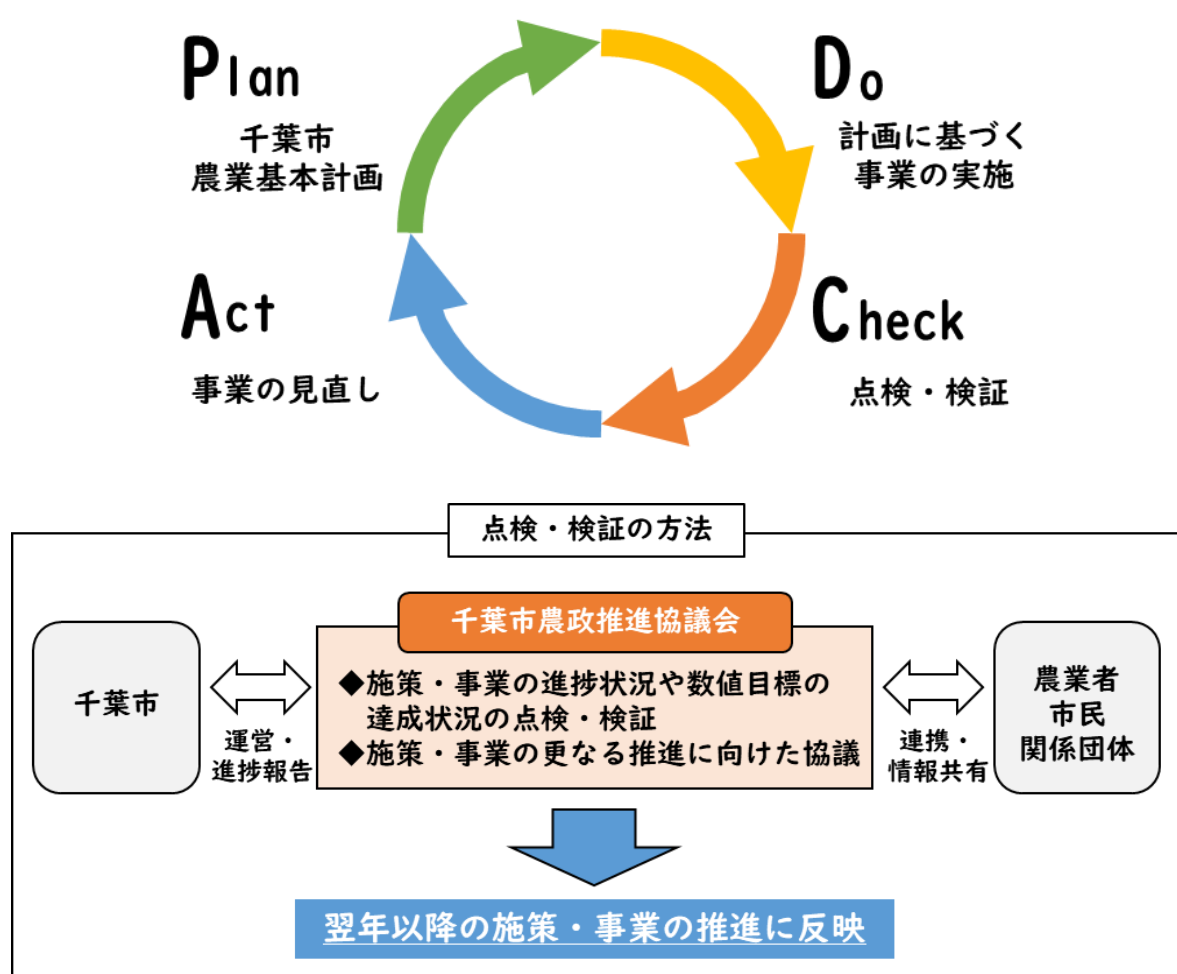 Plan
千葉市
農業基本計画
Do
計画に基づく
事業の実施
Act
事業の見直し
Check
点検・検証
点検・検証の方法
千葉市農政推進協議会
千葉市
運営・
進捗報告
◆施策・事業の進捗状況や数値目標の
達成状況の点検・検証
◆施策・事業の更なる推進に向けた協議
連携・
情報共有
農業者
市民
関係団体
翌年以降の施策・事業の推進に反映